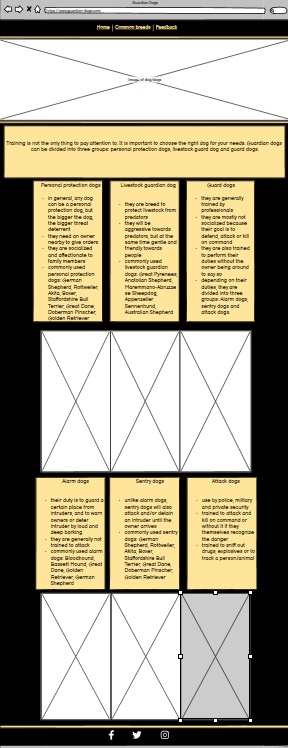 Guardian Dogs
https://www.guardian-dogs.com
Home | Common breeds | Feedback
Image of dog/dogs
Training is not the only thing to pay attention to. It is important to choose the right dog for your needs. Guardian dogs
can be divided into three groups: personal protection dogs, livestock guard dog and guard dogs.
Personal protection dogs
- in general, any dog
can be a personal
protection dog, but
the bigger the dog
the bigger threat
deterrent
- they need an owner
nearby to give orders
- they are socialized
and affectionate to
family members
- commonly used
personal protection
dogs: German
Shepherd, Rottweiler,
Akita, Boxer,
Staffordshire Bull
Terrier, Great Dane,
Doberman Pinscher,
Golden Retriever
Livestock guardian dog
- they are breed to
protect livestock from
predators
- they will be
aggressive towards
predators, but at the
same time gentle and
friendly towards
people
- commonly used
livestock guardian
dogs: Great Pyrenees,
Anatolian Shepherd,
Maremmano-Abruzze
se Sheepdog,
Appenzeller
Sennenhund,
Australian Shepherd
Guard dogs
- they are generally
trained by
professionals
- they are mostly not
socialized because
their goal is to
defend, attack or kill
on command
- they are also trained
to perform their
duties without the
owner being around
to say so
- depending on their
duties, they are
divided into three
groups: Alarm dogs,
sentry dogs and
attack dogs.
Alarm dogs
- their duty is to guard a
certain place from
intruders, and to warn
owners or deter
intruder by loud and
deep barking
- they are generally not
trained to attack
- commonly used alarm
dogs: Bloodhound,
Bassett Hound, Great
Dane, Golden
Retriever, German
Shepherd
Sentry dogs
- unlike alarm dogs,
sentry dogs will also
attack and/or detain
an intruder until the
owner arrives
- commonly used sentry
dogs: German
Shepherd, Rottweiler,
Akita, Boxer,
Staffordshire Bull
Terrier, Great Dane,
Doberman Pinscher,
Golden Retriever
Attack dogs
- use by police, military
and private security
- trained to attack and
kill on command or
without it if they
themselves recognize
the danger
- trained to sniff out
drugs, explosives or to
track a person/animal